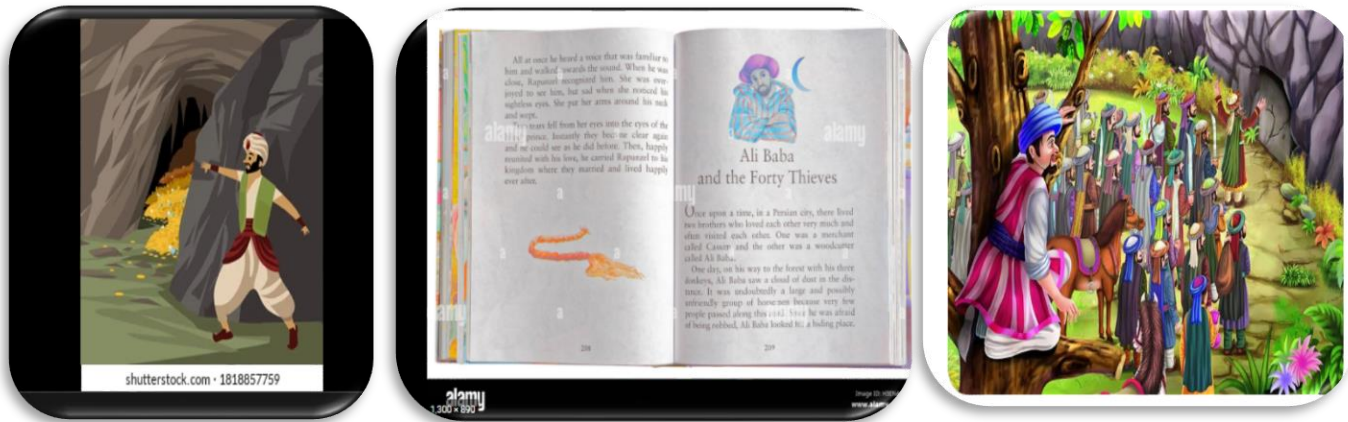 shutterstock.com · 1818857759
All at once he heard a voice that was familiar to
him and walked towards the sound. When he was
close, Rapunzel recognized him. She was over-
joyed to see him, but sad when she noticed his
sightless eyes. She put her arms around his neck
and wept.
tears fell from her eyes into the eyes of the
prince. Instantly they became clear again
and he could see as he did before. Then, happily
reunited with his love, he carried Rapunzel to his
kingdom where they married and lived happily
ever after.
208
Ali Baba
and the Forty Thieves
Once upon a time, in a Persian city, there lived
two brothers who loved each other very much and
often visited each other. One was a merchant
called Cassim and the other was a woodcutter
called Ali Baba.
One day, on his way to the forest with his three
donkeys, Ali Baba saw a cloud of dust in the dis-
tance. It was undoubtedly a large and possibly
unfriendly group of horsemen because very few
people passed along this road. Since he was afraid
of being robbed, Ali Baba looked for a hiding place.
209
alamy
alamy
alamy
1,300 × 890
Image ID:
www.alamy